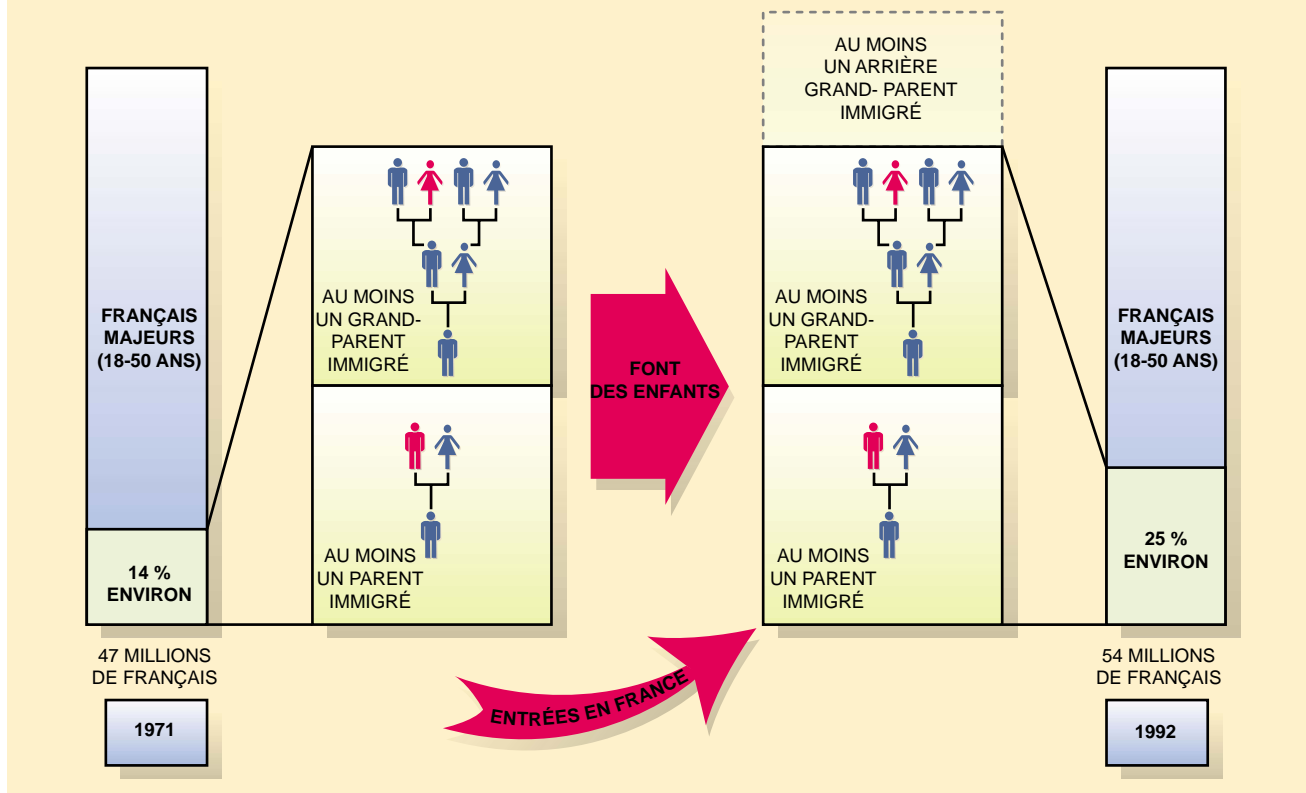 FRANÇAIS
MAJEURS
(18-50 ANS)
14 %
ENVIRON
47 MILLIONS
DE FRANÇAIS
1971
AU MOINS
UN GRAND-
PARENT
IMMIGRÉ
AU MOINS
UN PARENT
IMMIGRÉ
FONT
DES ENFANTS
ENTRÉES EN FRANCE
AU MOINS
UN ARRIÈRE
GRAND- PARENT
IMMIGRÉ
AU MOINS
UN GRAND-
PARENT
IMMIGRÉ
AU MOINS
UN PARENT
IMMIGRÉ
FRANÇAIS
MAJEURS
(18-50 ANS)
25 %
ENVIRON
54 MILLIONS
DE FRANÇAIS
1992